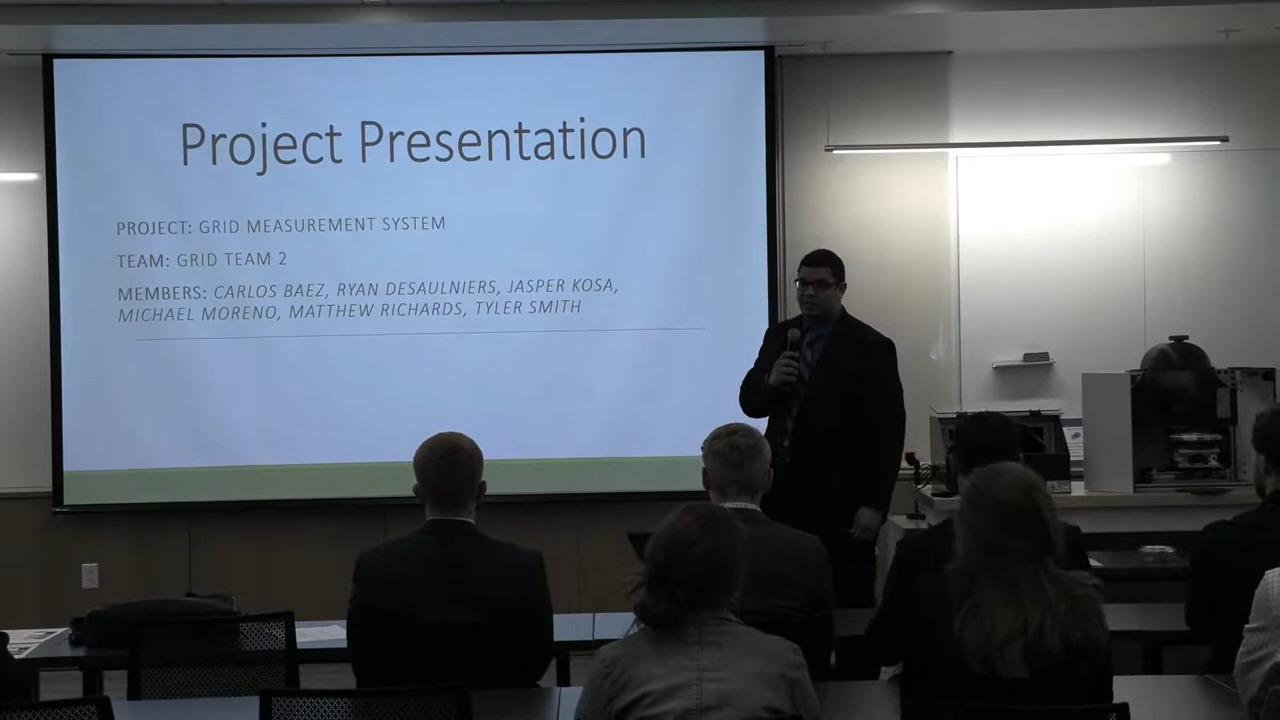 Project Presentation
PROJECT: GRID MEASUREMENT SYSTEM
TEAM: GRID TEAM 2
MEMBERS: CARLOS BAEZ, RYAN DESAULNIERS, JASPER KOSA,
MICHAEL MORENO, MATTHEW RICHARDS, TYLER SMITH